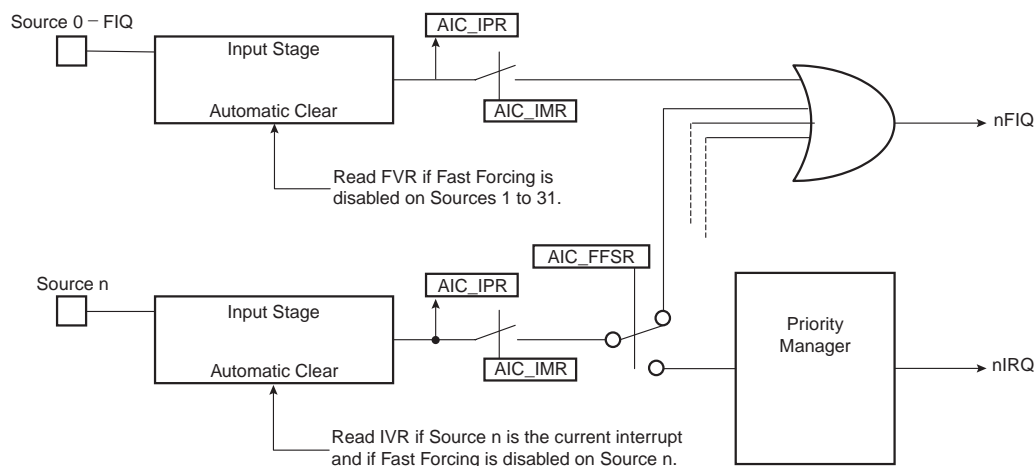 Source 0 – FIQ
AIC_IPR
Input Stage
Automatic Clear
AIC_IMR
nFIQ
Read FVR if Fast Forcing is
disabled on Sources 1 to 31.
AIC_FFSR
Source n
AIC_IPR
Input Stage
Priority
Manager
Automatic Clear
AIC_IMR
nIRQ
Read IVR if Source n is the current interrupt
and if Fast Forcing is disabled on Source n.